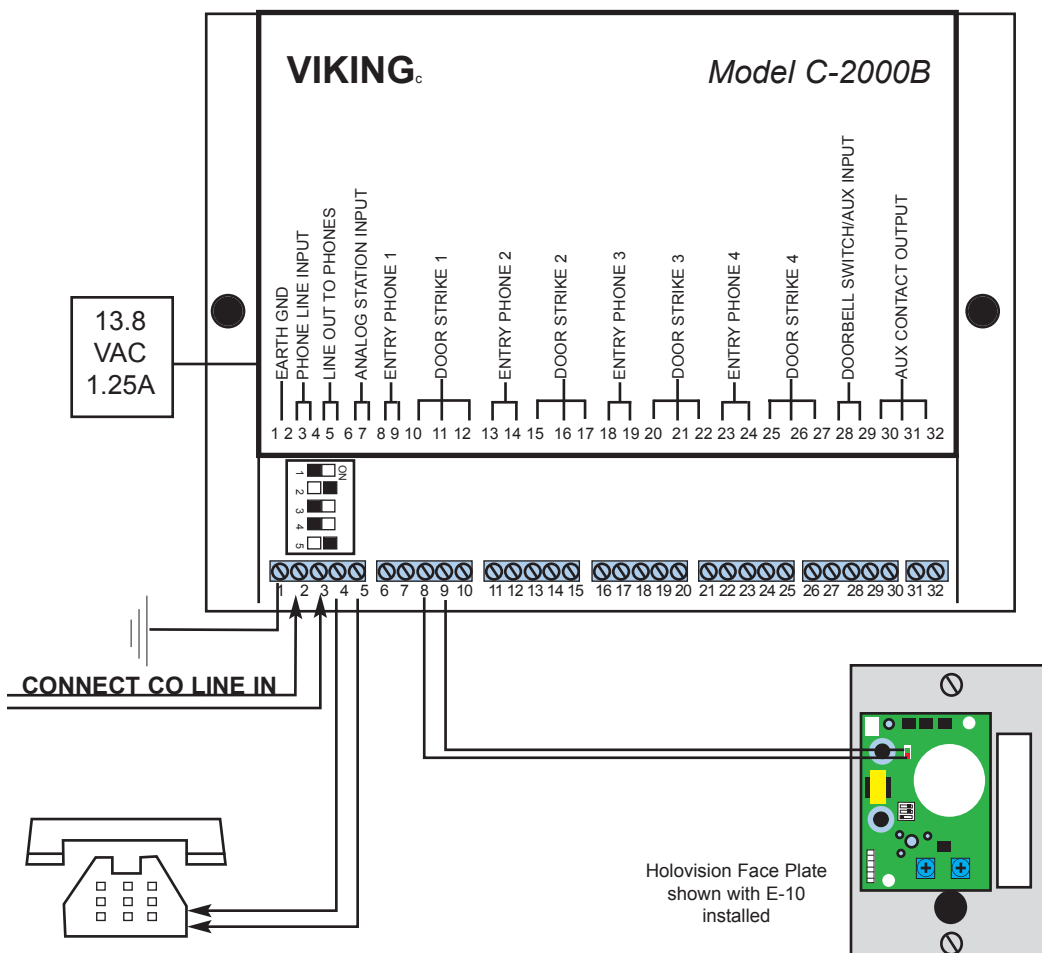 VIKINGc
Model C-2000B
13.8
VAC
1.25A
EARTH GND
PHONE LINE INPUT
LINE OUT TO PHONES
ANALOG STATION INPUT
ENTRY PHONE 1
DOOR STRIKE 1
ENTRY PHONE 2
DOOR STRIKE 2
ENTRY PHONE 3
DOOR STRIKE 3
ENTRY PHONE 4
DOOR STRIKE 4
DOORBELL SWITCH/AUX INPUT
AUX CONTACT OUTPUT
1 2 3 4 5 6 7 8 9 10 11 12 13 14 15 16 17 18 19 20 21 22 23 24 25 26 27 28 29 30 31 32
ON
1
2
3
4
5
1 2 3 4 5 6 7 8 9 10 11 12 13 14 15 16 17 18 19 20 21 22 23 24 25 26 27 28 29 30 31 32
CONNECT CO LINE IN
Holovision Face Plate
shown with E-10
installed